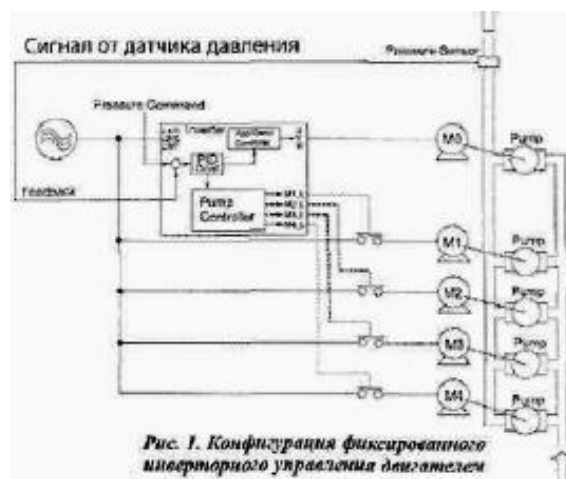 Сигнал от датчика давления
Pressure Sensor
Pressure Command
Inverter
PID
Feedback
Pump
Controller
M0
Pump
M1
Pump
M2
Pump
M3
Pump
M4
Pump
Рис. 1. Конфигурация фиксированного
инверторного управления двигателем